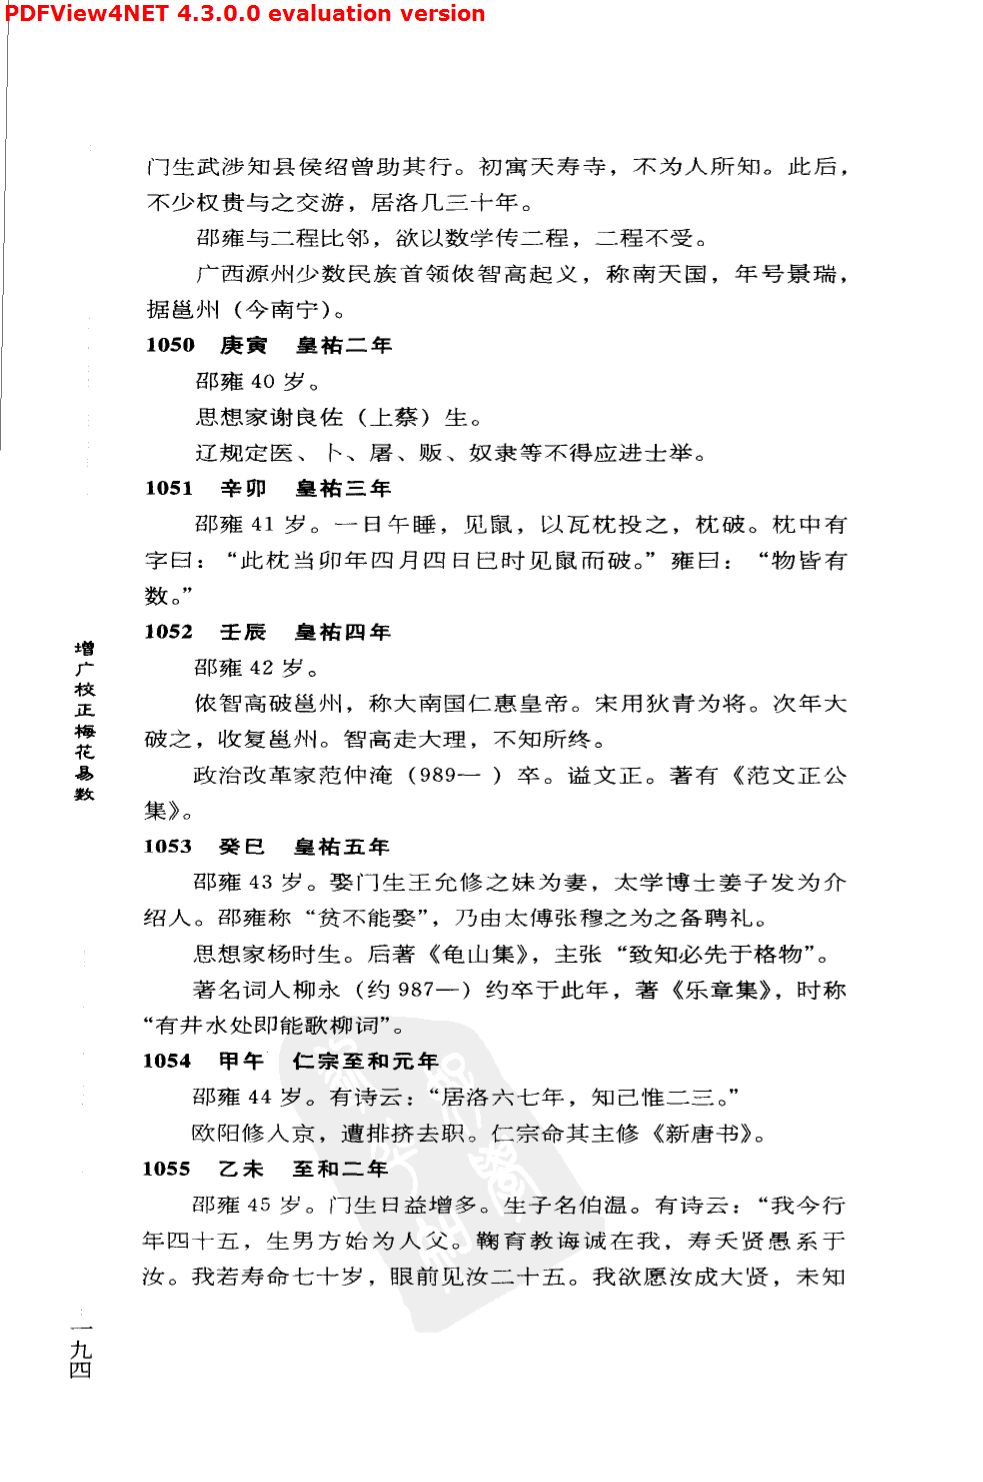 PDFView4NET 4.3.0.0 evaluation version
门生武涉知县侯绍曾助其行。初寓天寿寺，不为人所知。此后，
不少权贵与之交游，居洛几三十年。
邵雍与二程比邻，欲以数学传二程，二程不受。
广西源州少数民族首领侬智高起义，称南天国，年号景瑞，
据邕州（今南宁）。
1050 庚寅 皇祐二年
邵雍 40 岁。
思想家谢良佐（上蔡）生。
辽规定医、卜、屠、贩、奴隶等不得应进士举。
1051 辛卯 皇祐三年
邵雍 41 岁。一日午睡，见鼠，以瓦枕投之，枕破。枕中有
字曰：“此枕当卯年四月四日巳时见鼠而破。”雍曰：“物皆有
数。”
1052 壬辰 皇祐四年
邵雍 42 岁。
侬智高破邕州，称大南国仁惠皇帝。宋用狄青为将。次年大
破之，收复邕州。智高走大理，不知所终。
政治改革家范仲淹（989一 ）卒。谥文正。著有《范文正公
集》。
1053 癸巳 皇祐五年
邵雍 43 岁。娶门生王允修之妹为妻，太学博士姜子发为介
绍人。邵雍称“贫不能娶”，乃由太傅张穆之为之备聘礼。
思想家杨时生。后著《龟山集》，主张“致知必先于格物”。
著名词人柳永（约 987—）约卒于此年，著《乐章集》，时称
“有井水处即能歌柳词”。
1054 甲午 仁宗至和元年
邵雍 44 岁。有诗云：“居洛六七年，知己惟二三。”
欧阳修入京，遭排挤去职。仁宗命其主修《新唐书》。
1055 乙未 至和二年
邵雍 45 岁。门生日益增多。生子名伯温。有诗云：“我今行
年四十五，生男方始为人父。鞠育教诲诚在我，寿夭贤愚系于
汝。我若寿命七十岁，眼前见汝二十五。我欲愿汝成大贤，未知
增广校正梅花易数
一九四